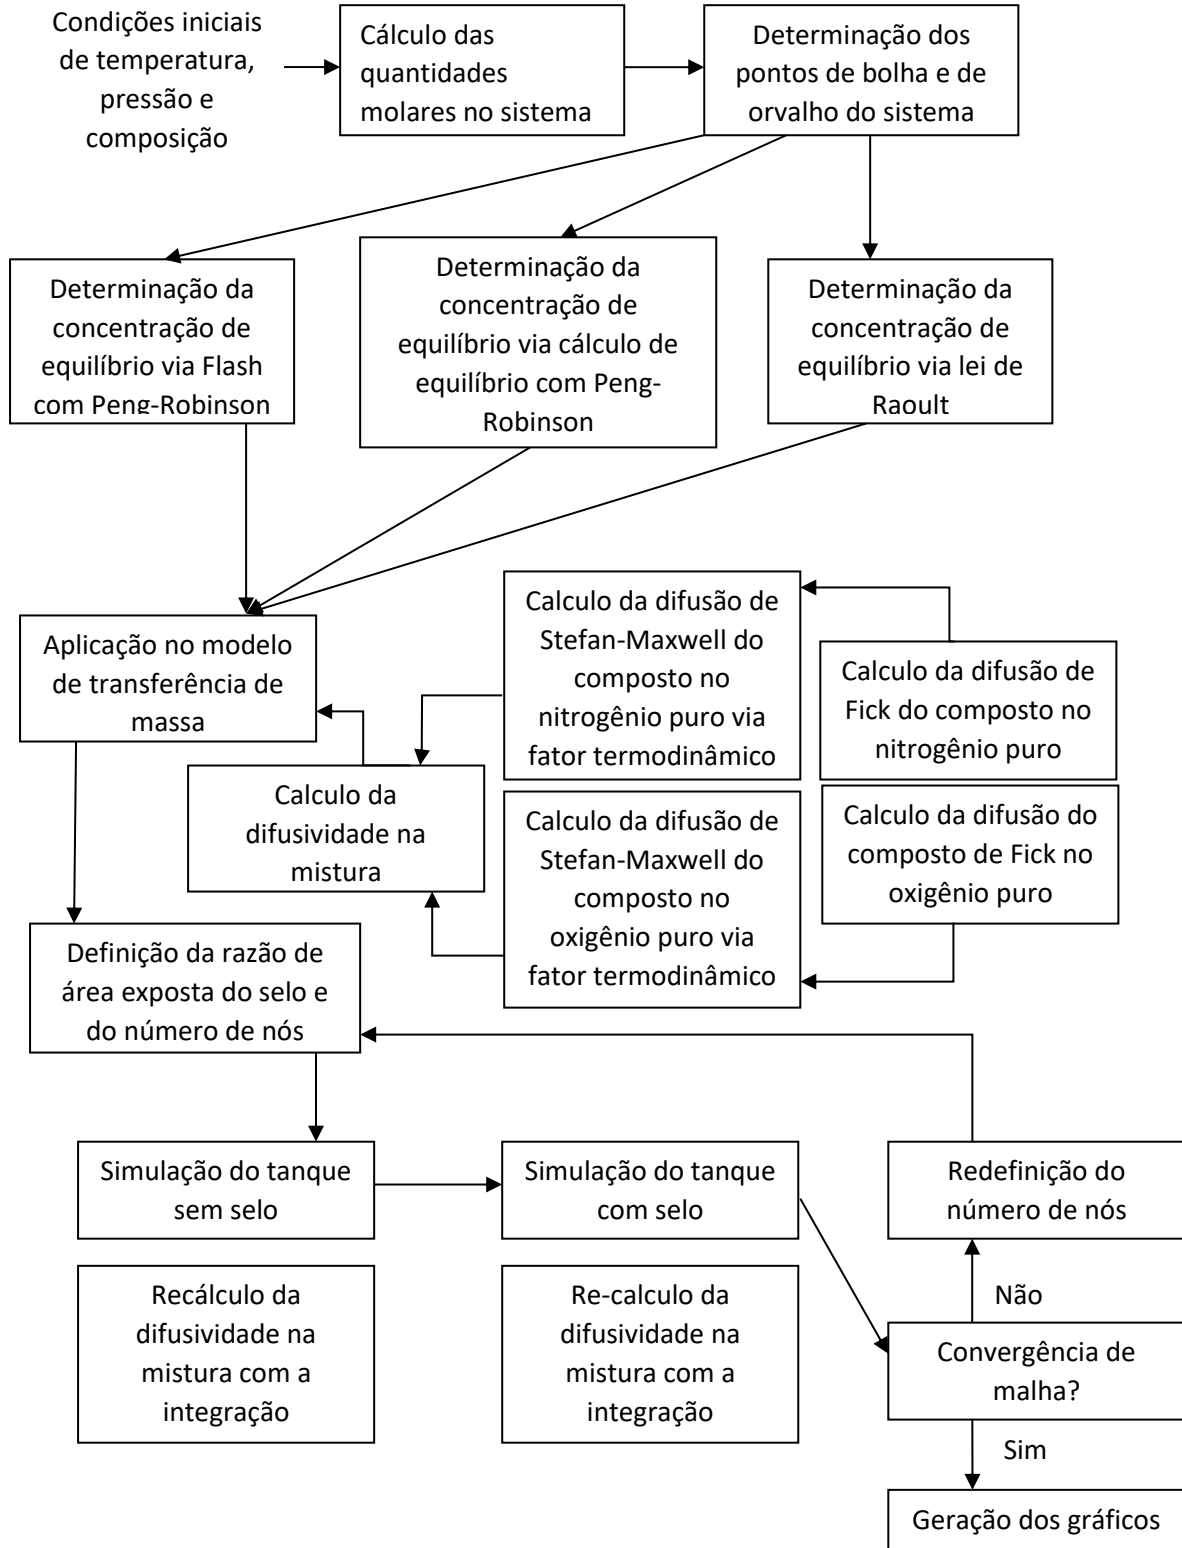 Condições iniciais
de temperatura,
pressão e
composição
Cálculo das
quantidades
molares no sistema
Determinação dos
pontos de bolha e de
orvalho do sistema
Determinação da
concentração de
equilíbrio via Flash
com Peng-Robinson
Determinação da
concentração de
equilíbrio via cálculo de
equilíbrio com Peng-
Robinson
Determinação da
concentração de
equilíbrio via lei de
Raoult
Aplicação no modelo
de transferência de
massa
Calculo da difusão de
Stefan-Maxwell do
composto no
nitrogênio puro via
fator termodinâmico
Calculo da difusão de
Fick do composto no
nitrogênio puro
Calculo da
difusividade na
mistura
Calculo da difusão de
Stefan-Maxwell do
composto no
oxigênio puro via
fator termodinâmico
Calculo da difusão do
composto de Fick no
oxigênio puro
Definição da razão de
área exposta do selo e
do número de nós
Simulação do tanque
sem selo
Simulação do tanque
com selo
Redefinição do
número de nós
Recálculo da
difusividade na
mistura com a
integração
Re-calculo da
difusividade na
mistura com a
integração
Não
Convergência de
malha?
Sim
Geração dos gráficos